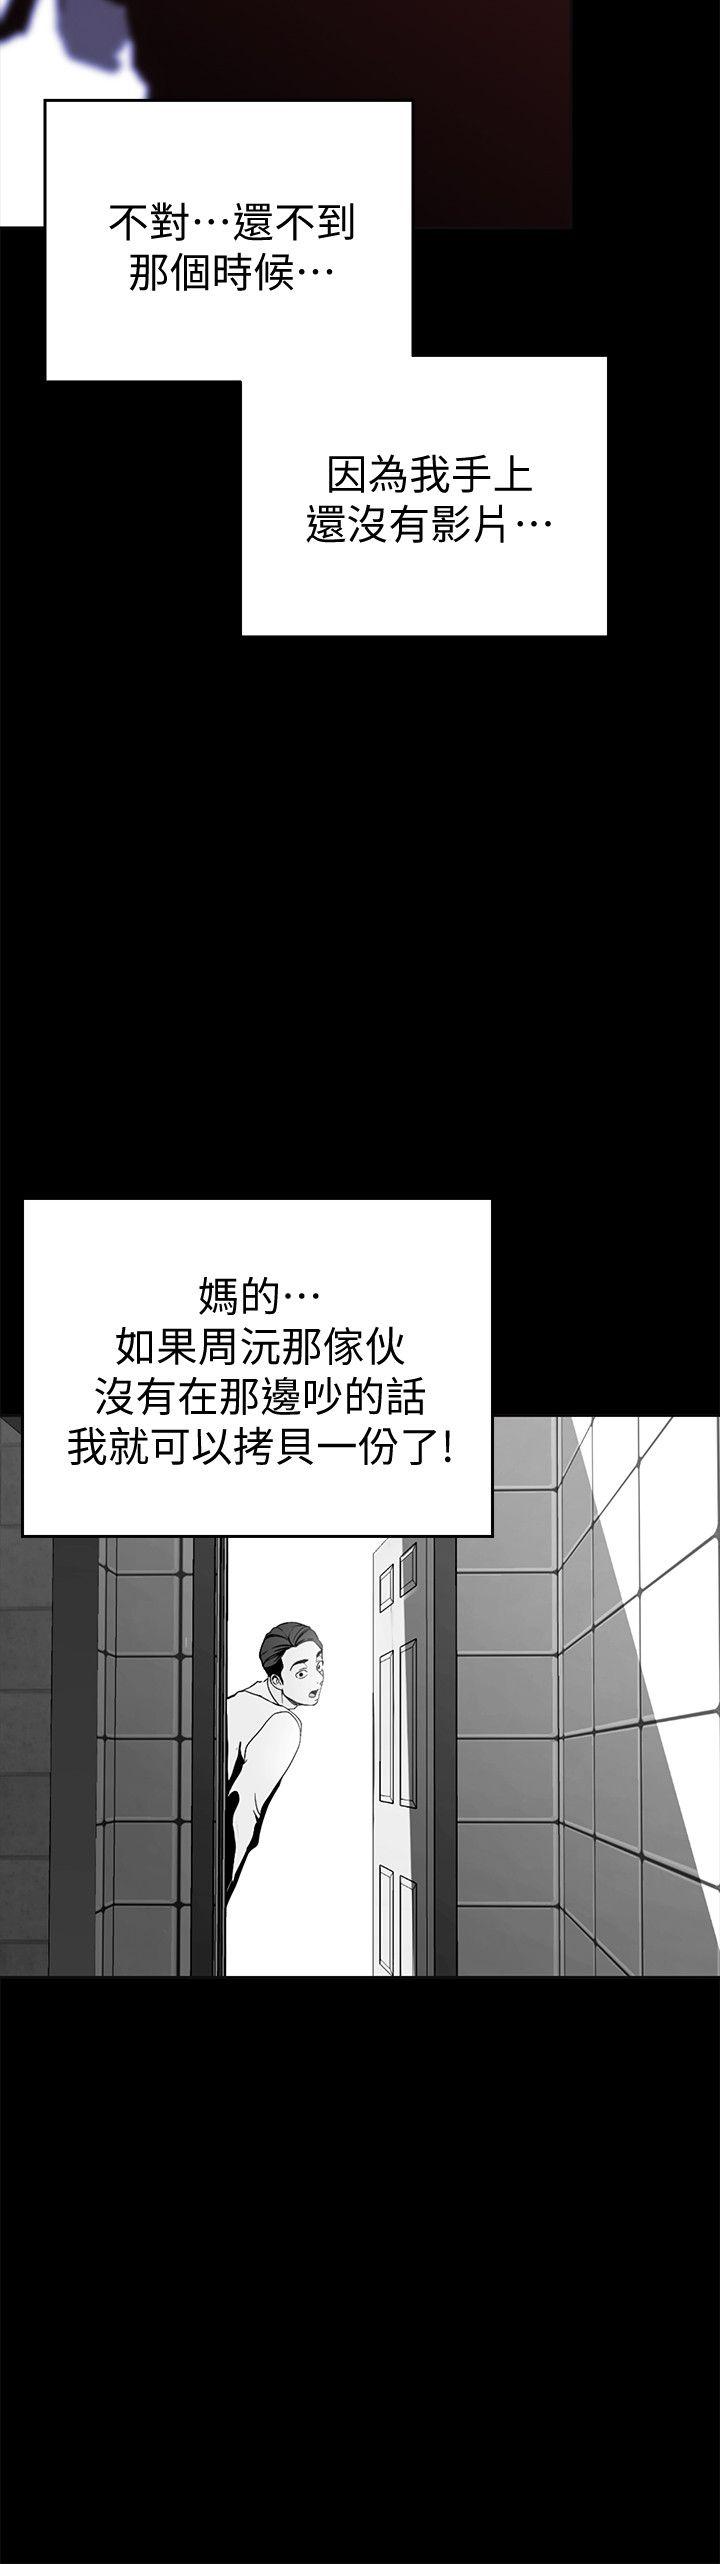 不對⋯還不到
那個時候⋯
因為我手上
還沒有影片⋯
媽的⋯
如果周沅那傢伙
沒有在那邊吵的話
我就可以拷貝一份了!